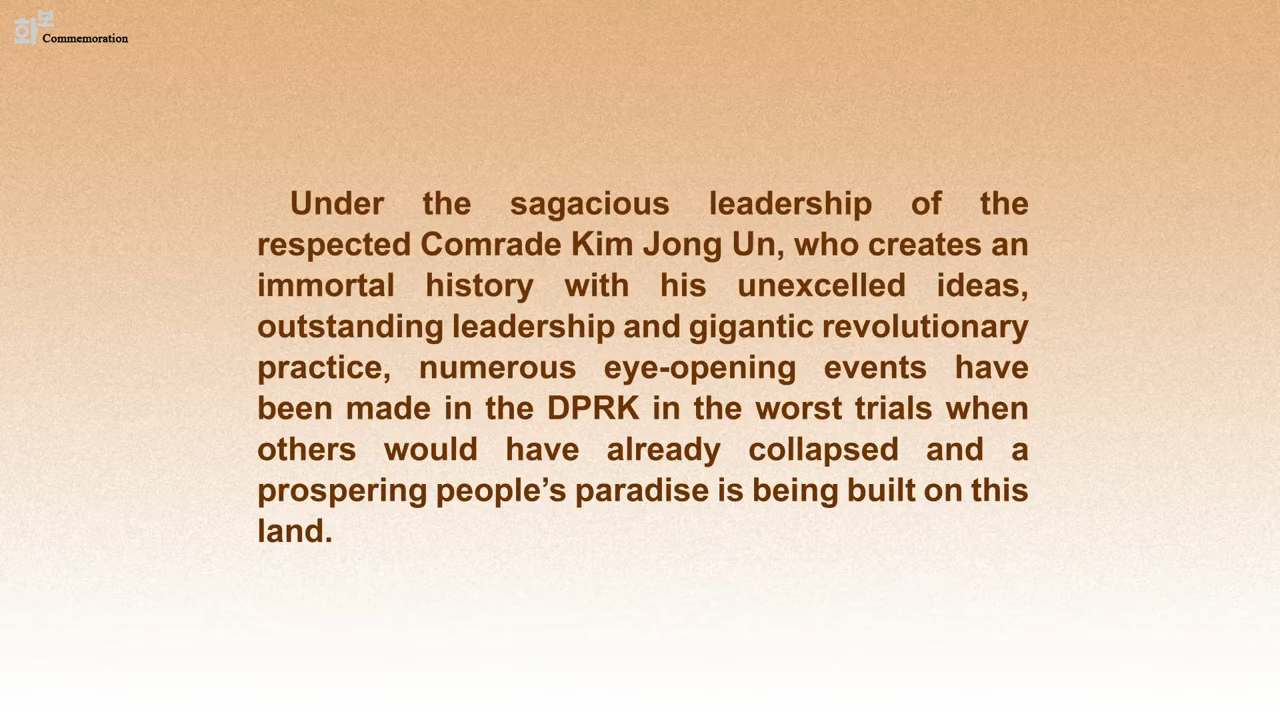 화보
Commemoration
Under the sagacious leadership of the
respected Comrade Kim Jong Un, who creates an
immortal history with his unexcelled ideas,
outstanding leadership and gigantic revolutionary
practice, numerous eye-opening events have
been made in the DPRK in the worst trials when
others would have already collapsed and a
prospering people’s paradise is being built on this
land.